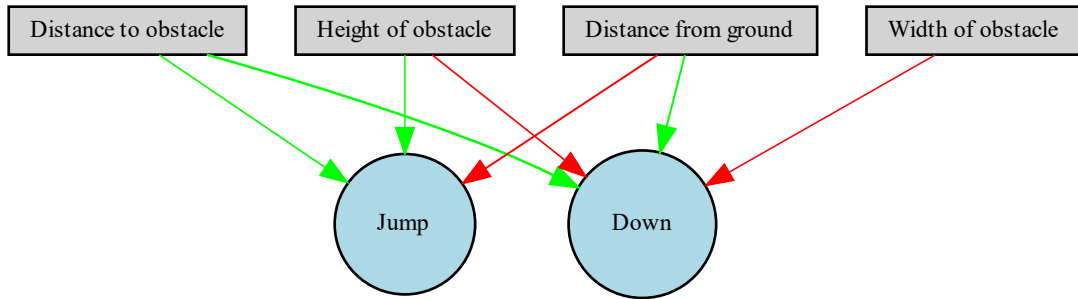 Distance to obstacle
Height of obstacle
Distance from ground
Width of obstacle
Jump
Down